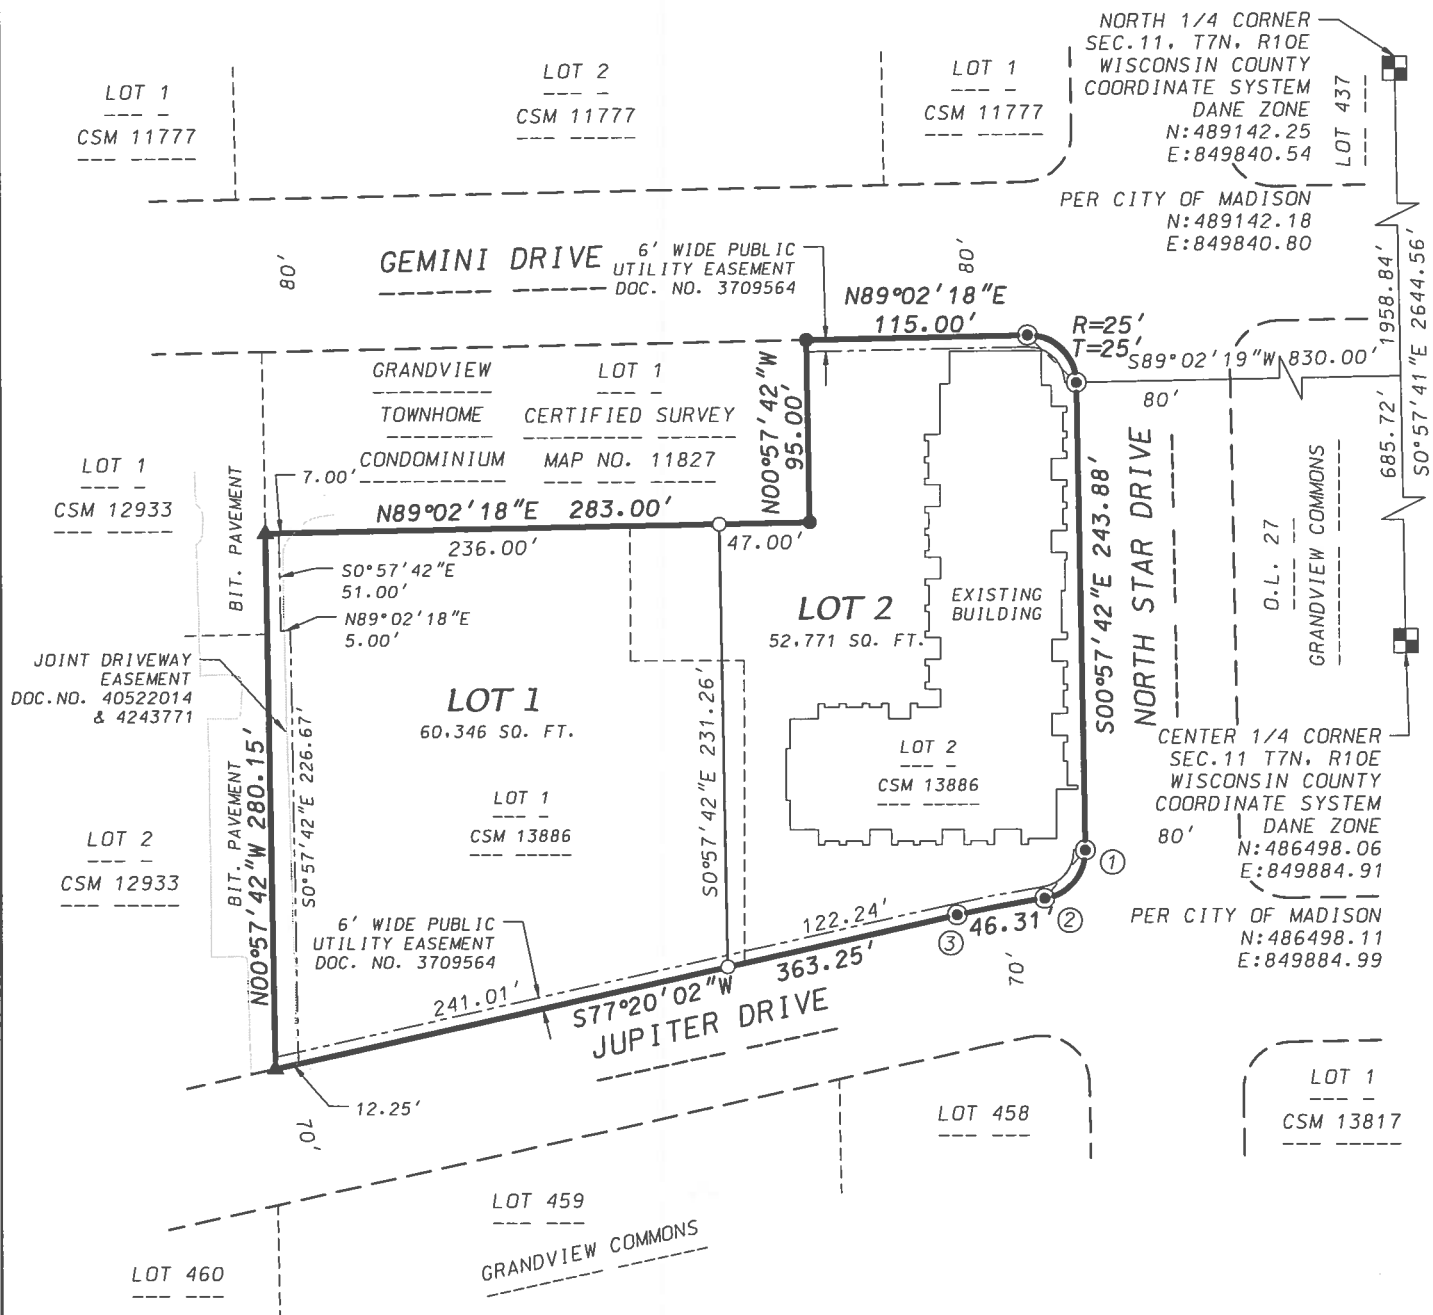 NORTH 1/4 CORNER
SEC.11, T7N, R10E
WISCONSIN COUNTY
COORDINATE SYSTEM
DANE ZONE
N:489142.25
E:849840.54
PER CITY OF MADISON
N:489142.18
E:849840.80
LOT 437
LOT 1
CSM 11777
LOT 2
CSM 11777
LOT 1
CSM 11777
80'
GEMINI DRIVE
6' WIDE PUBLIC
UTILITY EASEMENT
DOC. NO. 3709564
80'
N89°02'18"E
115.00'
R=25'
T=25'
S89°02'19"W 830.00'
1958.84'
S0°57'41"E 2644.56'
685.72'
80'
GRANDVIEW
TOWNHOME
CONDOMINIUM
LOT 1
CERTIFIED SURVEY
MAP NO. 11827
N00°57'42"W
95.00'
LOT 1
CSM 12933
BIT. PAVEMENT
7.00'
N89°02'18"E 283.00'
236.00'
47.00'
S0°57'42"E
51.00'
N89°02'18"E
5.00'
JOINT DRIVEWAY
EASEMENT
DOC.NO. 40522014
& 4243771
LOT 1
60,346 SQ. FT.
LOT 2
52,771 SQ. FT.
EXISTING
BUILDING
S00°57'42"E 243.88'
NORTH STAR DRIVE
O.L. 27
GRANDVIEW COMMONS
LOT 2
CSM 13886
LOT 1
CSM 13886
S0°57'42"E 231.26'
S0°57'42"E 226.67'
N00°57'42"W 280.15'
BIT. PAVEMENT
LOT 2
CSM 12933
CENTER 1/4 CORNER
SEC.11 T7N, R10E
WISCONSIN COUNTY
COORDINATE SYSTEM
DANE ZONE
N:486498.06
E:849884.91
80'
PER CITY OF MADISON
N:486498.11
E:849884.99
1
2
3
6' WIDE PUBLIC
UTILITY EASEMENT
DOC. NO. 3709564
122.24'
46.31'
363.25'
241.01'
S77°20'02"W
JUPITER DRIVE
70'
12.25'
70'
LOT 1
CSM 13817
LOT 458
LOT 459
GRANDVIEW COMMONS
LOT 460